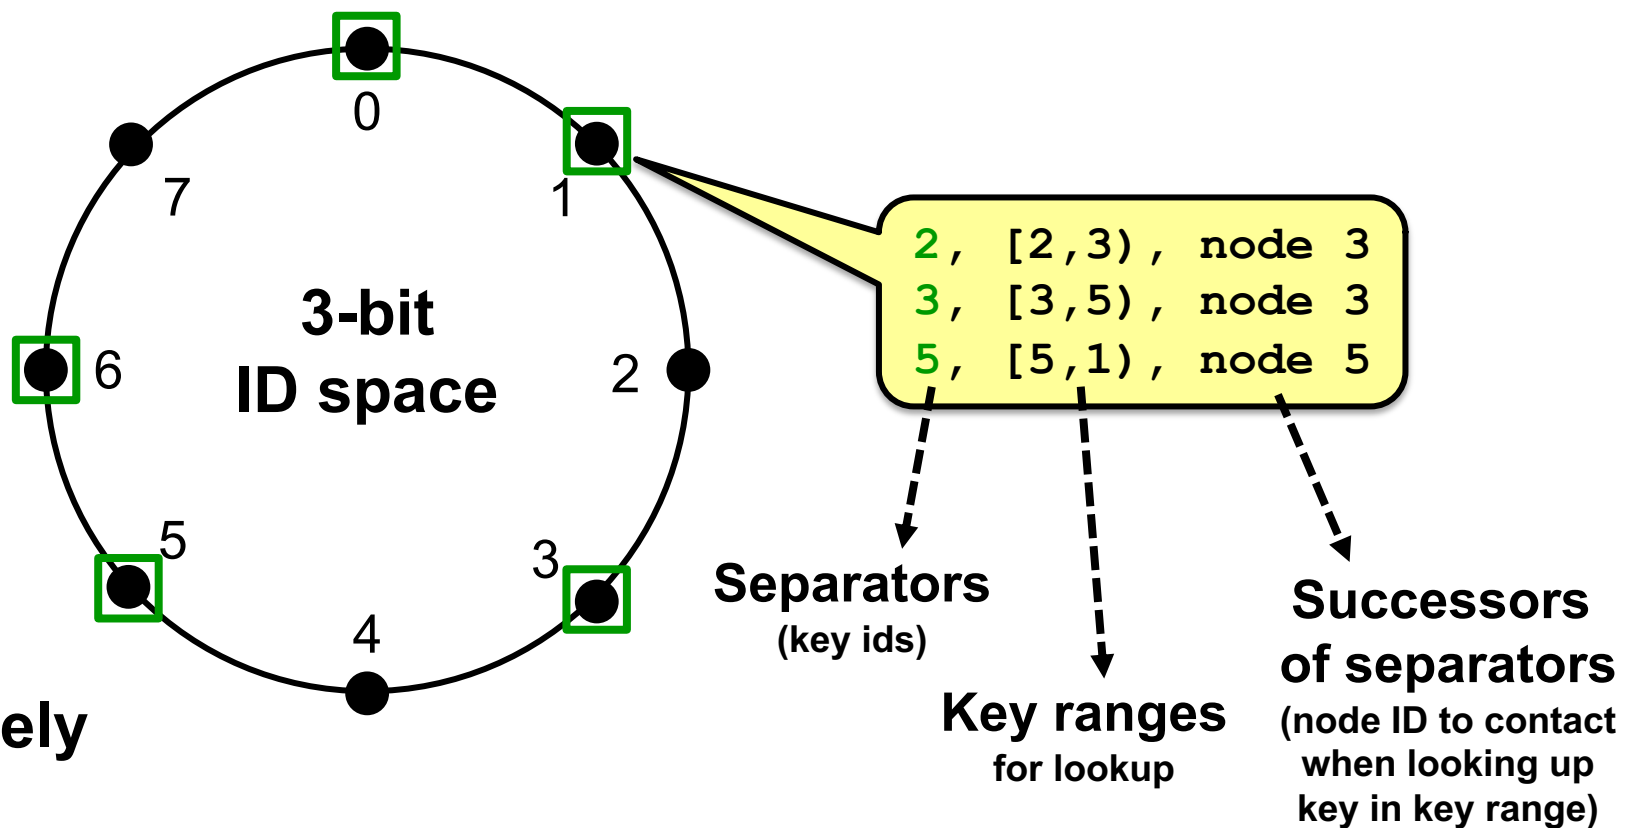 0
1
7
2, [2,3), node 3
3, [3,5), node 3
5, [5,1), node 5
3-bit
ID space
6
2
5
3
4
Separators
(key ids)
Key ranges
for lookup
Successors
of separators
(node ID to contact
when looking up
key in key range)
ely